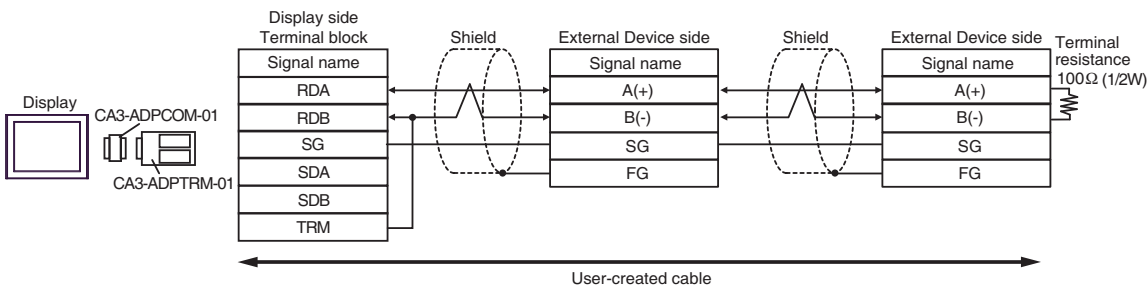 Display side
Terminal block
Shield
External Device side
Shield
External Device side
Terminal
resistance
100Ω (1/2W)
Signal name
RDA
RDB
SG
SDA
SDB
TRM
Signal name
A(+)
B(-)
SG
FG
Signal name
A(+)
B(-)
SG
FG
Display
CA3-ADPCOM-01
CA3-ADPTRM-01
User-created cable